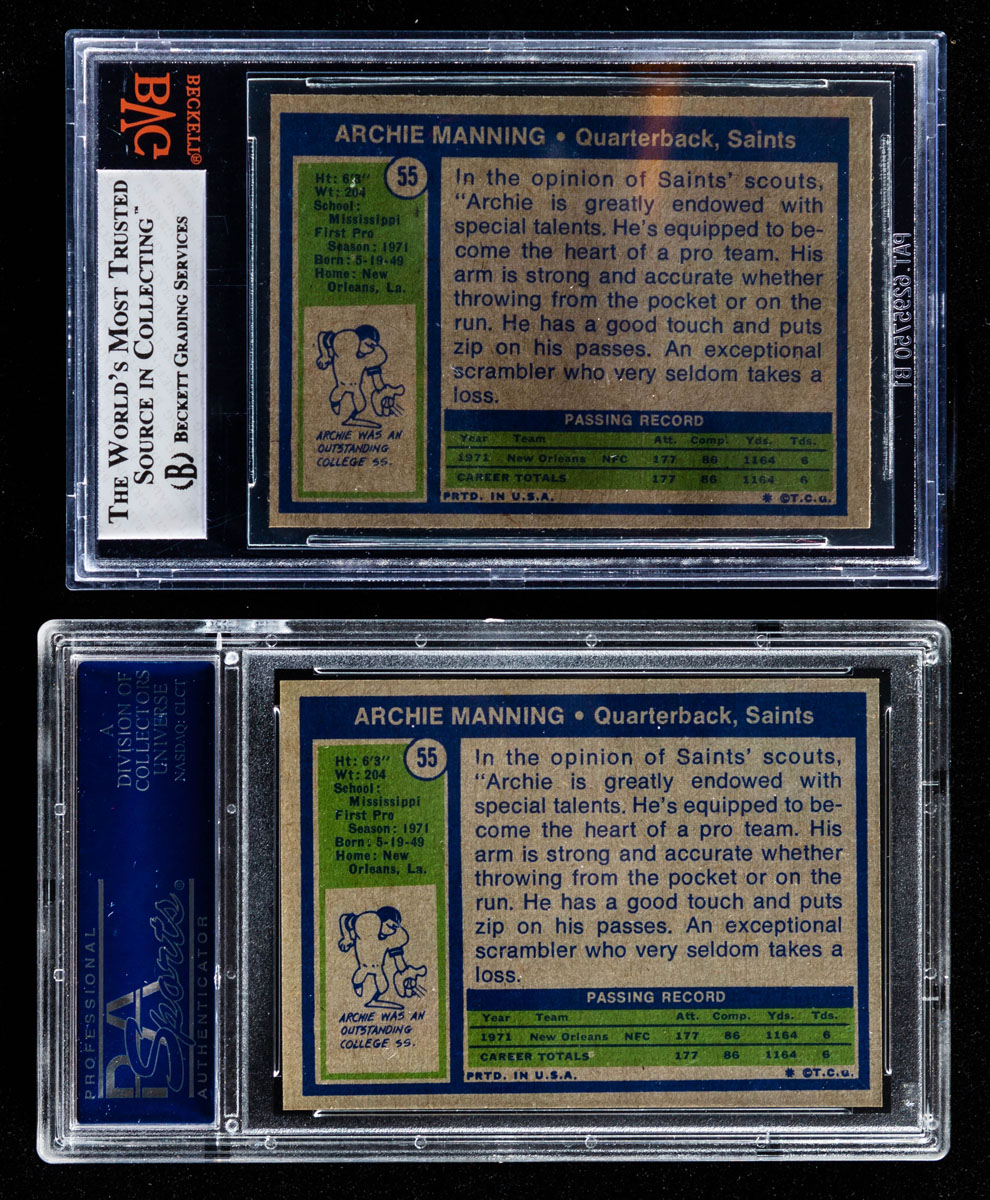 BECKETT®
BVG
THE WORLD'S MOST TRUSTED
SOURCE IN COLLECTING™
(B) BECKETT GRADING SERVICES
ARCHIE MANNING • Quarterback, Saints
55
Ht: 6'3"
Wt: 204
School:
Mississippi
First Pro
Season: 1971
Born: 5-19-49
Home: New
Orleans, La.
ARCHIE WAS AN
OUTSTANDING
COLLEGE SS.
In the opinion of Saints' scouts,
"Archie is greatly endowed with
special talents. He's equipped to be-
come the heart of a pro team. His
arm is strong and accurate whether
throwing from the pocket or on the
run. He has a good touch and puts
zip on his passes. An exceptional
scrambler who very seldom takes a
loss.
PASSING RECORD
Year Team Att. Comp. Yds. Tds.
1971 New Orleans NFC 177 86 1164 6
CAREER TOTALS 177 86 1164 6
PRTD. IN U.S.A. * ©T.C.G.
PAT. 6235750 B1
A
DIVISION OF
COLLECTORS
UNIVERSE
NASDAQ: CLCT
PROFESSIONAL
PSA
Sports®
AUTHENTICATOR
ARCHIE MANNING • Quarterback, Saints
55
Ht: 6'3"
Wt: 204
School:
Mississippi
First Pro
Season: 1971
Born: 5-19-49
Home: New
Orleans, La.
ARCHIE WAS AN
OUTSTANDING
COLLEGE SS.
In the opinion of Saints' scouts,
"Archie is greatly endowed with
special talents. He's equipped to be-
come the heart of a pro team. His
arm is strong and accurate whether
throwing from the pocket or on the
run. He has a good touch and puts
zip on his passes. An exceptional
scrambler who very seldom takes a
loss.
PASSING RECORD
Year Team Att. Comp. Yds. Tds.
1971 New Orleans NFC 177 86 1164 6
CAREER TOTALS 177 86 1164 6
PRTD. IN U.S.A. * ©T.C.G.